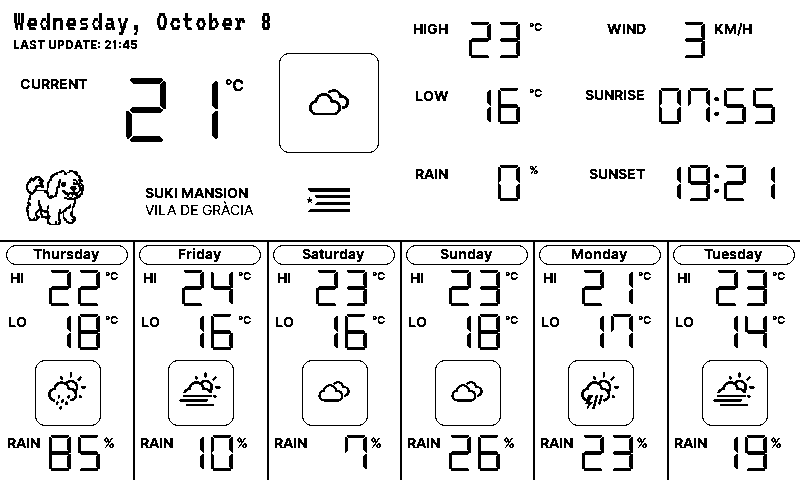 Wednesday, October 8
LAST UPDATE: 21:45
CURRENT 21 °C
HIGH 23 °C
LOW 16 °C
RAIN 0 %
WIND 3 KM/H
SUNRISE 07:55
SUNSET 19:21
SUKI MANSION
VILA DE GRÀCIA
Thursday
HI 22 °C
LO 18 °C
RAIN 85 %
Friday
HI 24 °C
LO 16 °C
RAIN 10 %
Saturday
HI 23 °C
LO 16 °C
RAIN 7 %
Sunday
HI 23 °C
LO 18 °C
RAIN 26 %
Monday
HI 21 °C
LO 17 °C
RAIN 23 %
Tuesday
HI 23 °C
LO 14 °C
RAIN 19 %